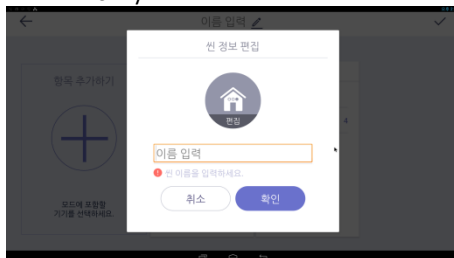 이름 입력
씬 정보 편집
항목 추가하기
편집
이름 입력
씬 이름을 입력하세요.
취소
확인
모드에 포함할
기기를 선택하세요.